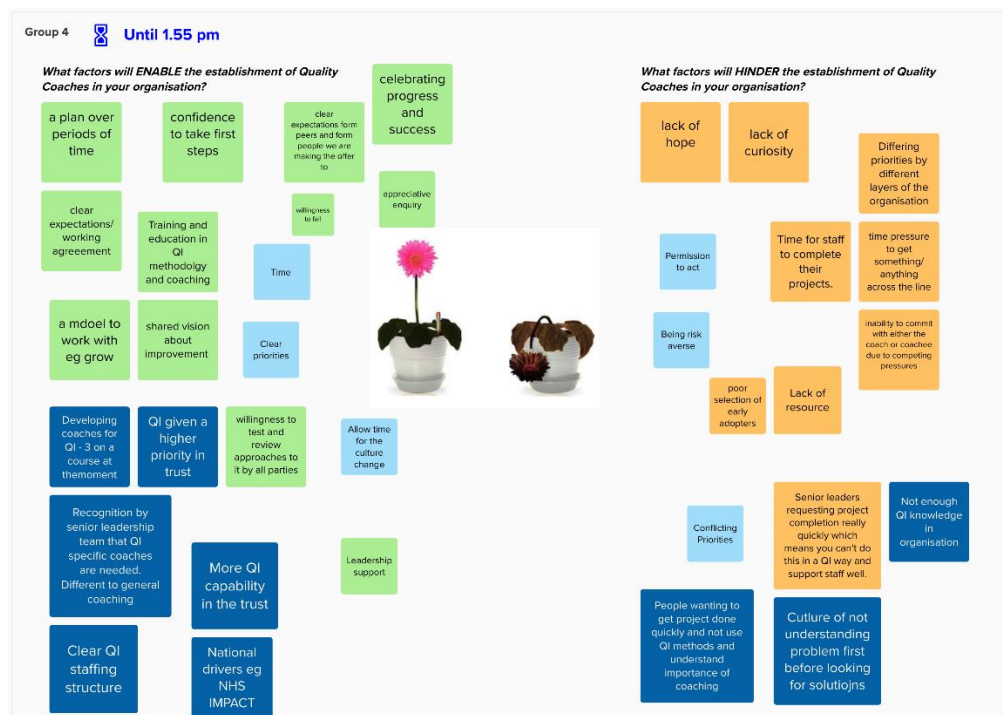 Group 4
Until 1.55 pm
What factors will ENABLE the establishment of Quality
Coaches in your organisation?
a plan over
periods of
time
confidence
to take first
steps
clear
expectations form
peers and form
people we are
making the offer
to
celebrating
progress
and
success
clear
expectations/
working
agreeement
Training and
education in
QI
methodolgy
and coaching
willingness
to fail
appreciative
enquiry
Time
a mdoel to
work with
eg grow
shared vision
about
improvement
Clear
priorities
Developing
coaches for
QI - 3 on a
course at
themoment
QI given a
higher
priority in
trust
willingness to
test and
review
approaches to
it by all parties
Allow time
for the
culture
change
Recognition by
senior leadership
team that QI
specific coaches
are needed.
Different to general
coaching
More QI
capability
in the trust
Leadership
support
Clear QI
staffing
structure
National
drivers eg
NHS
IMPACT
What factors will HINDER the establishment of Quality
Coaches in your organisation?
lack of
hope
lack of
curiosity
Differing
priorities by
different
layers of the
organisation
Permission
to act
Time for staff
to complete
their
projects.
time pressure
to get
something/
anything
across the line
Being risk
averse
inability to commit
with either the
coach or coachee
due to competing
pressures
poor
selection of
early
adopters
Lack of
resource
Conflicting
Priorities
Senior leaders
requesting project
completion really
quickly which
means you can't do
this in a QI way and
support staff well.
Not enough
QI knowledge
in
organisation
People wanting to
get project done
quickly and not use
QI methods and
understand
importance of
coaching
Cutlure of not
understanding
problem first
before looking
for solutiojns